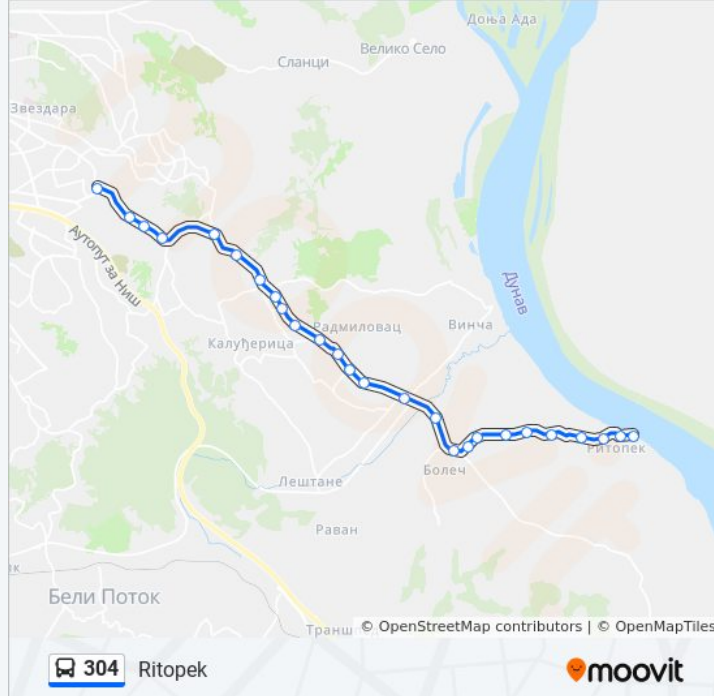 Доња Ада
Велико Село
Сланци
Звездара
Аутопут за Ниш
Дунав
Радмиловац
Винча
Калуђерица
Ритопек
Болеч
Лештане
Раван
Бели Поток
© OpenStreetMap contributors | © OpenMapTiles
304 Ritopek
moovit